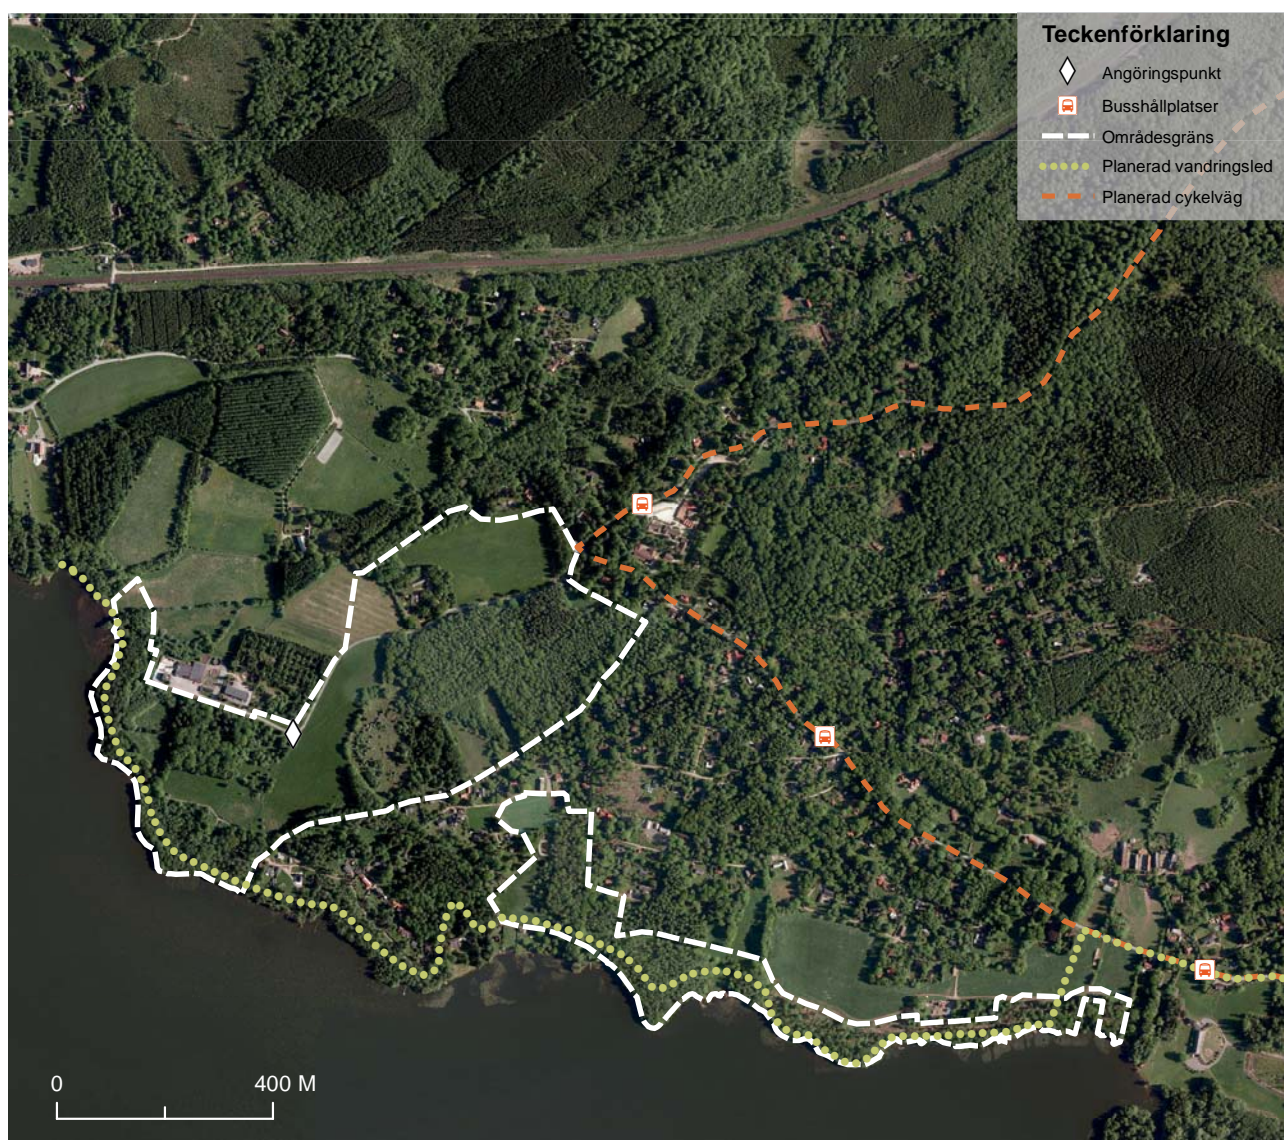 Teckenförklaring
Angöringspunkt
Busshållplatser
Områdesgräns
Planerad vandringsled
Planerad cykelväg
0 400 M